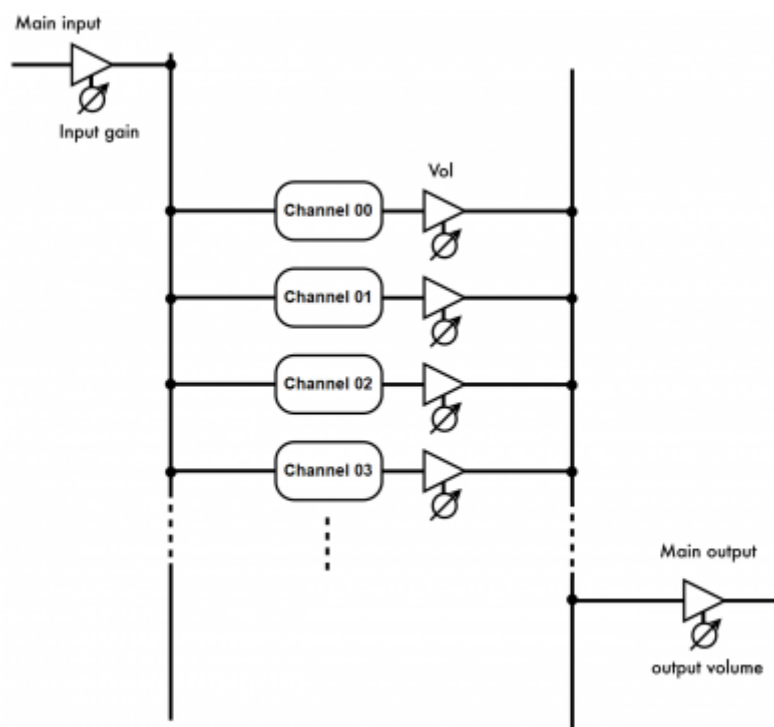 Main input
Input gain
Vol
Channel 00
Channel 01
Channel 02
Channel 03
Main output
output volume